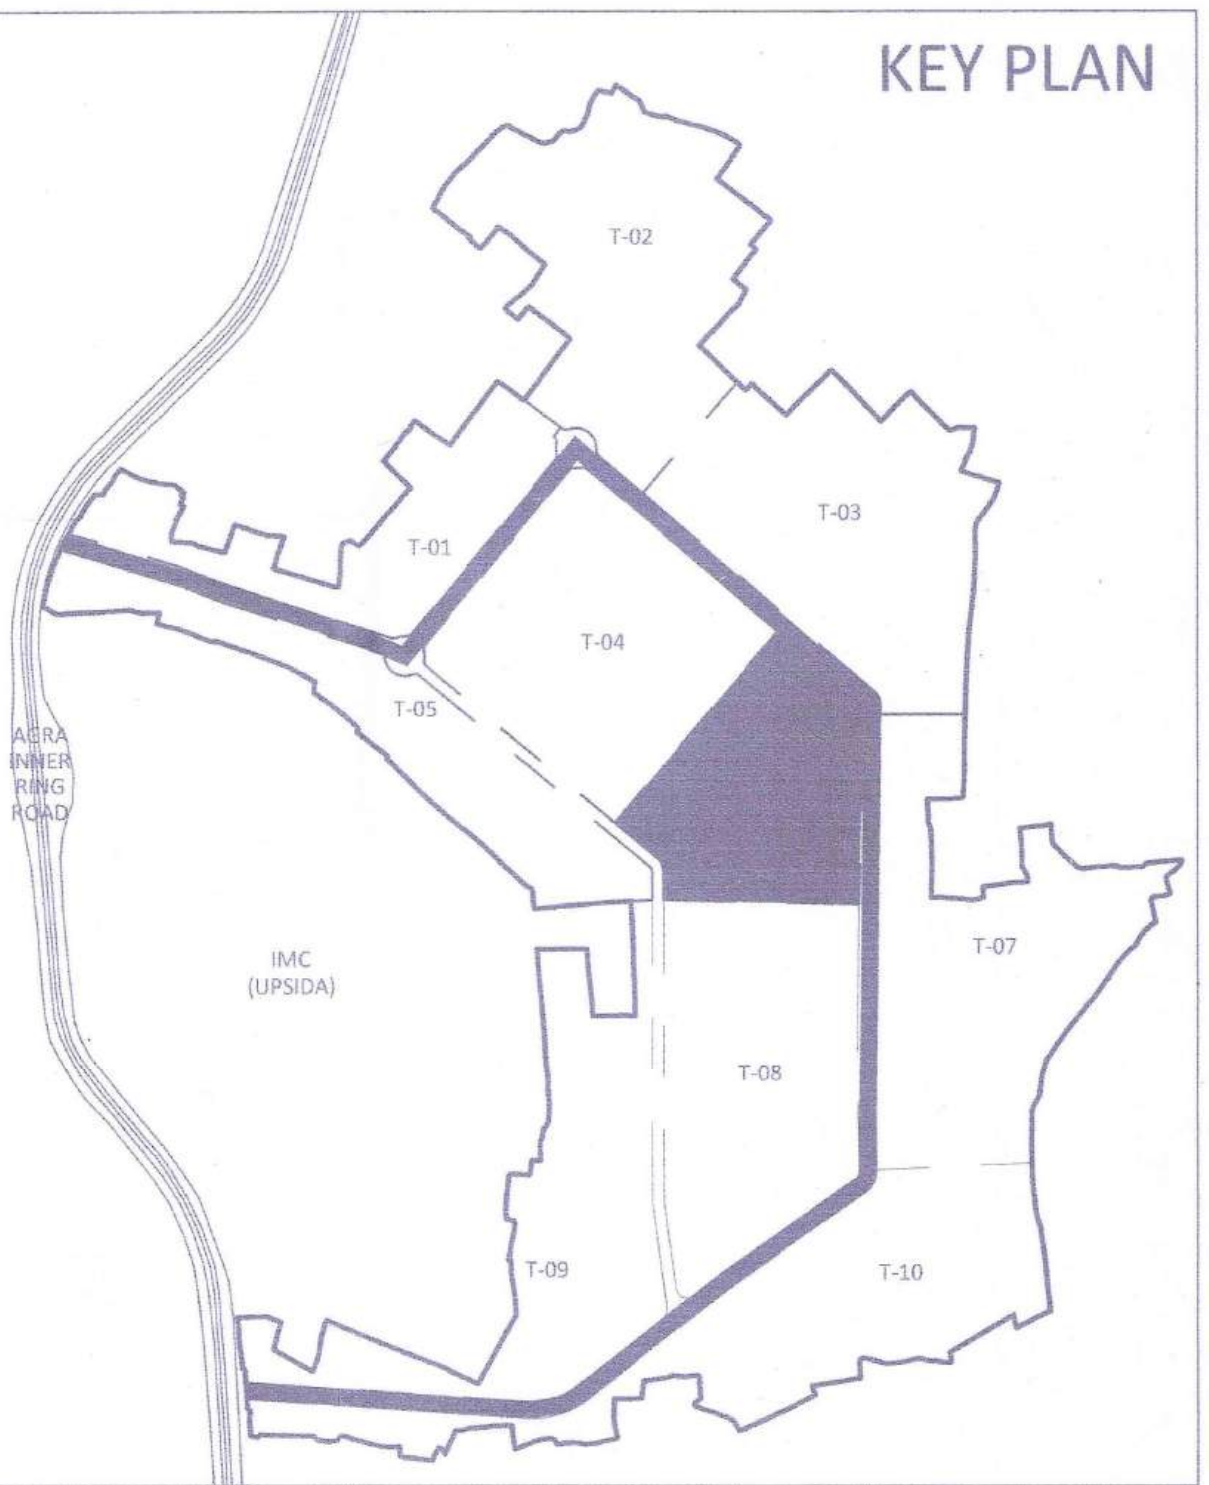 KEY PLAN
T-02
T-03
T-01
T-04
T-05
AGRA
INNER
RING
ROAD
T-07
IMC
(UPSIDA)
T-08
T-09
T-10